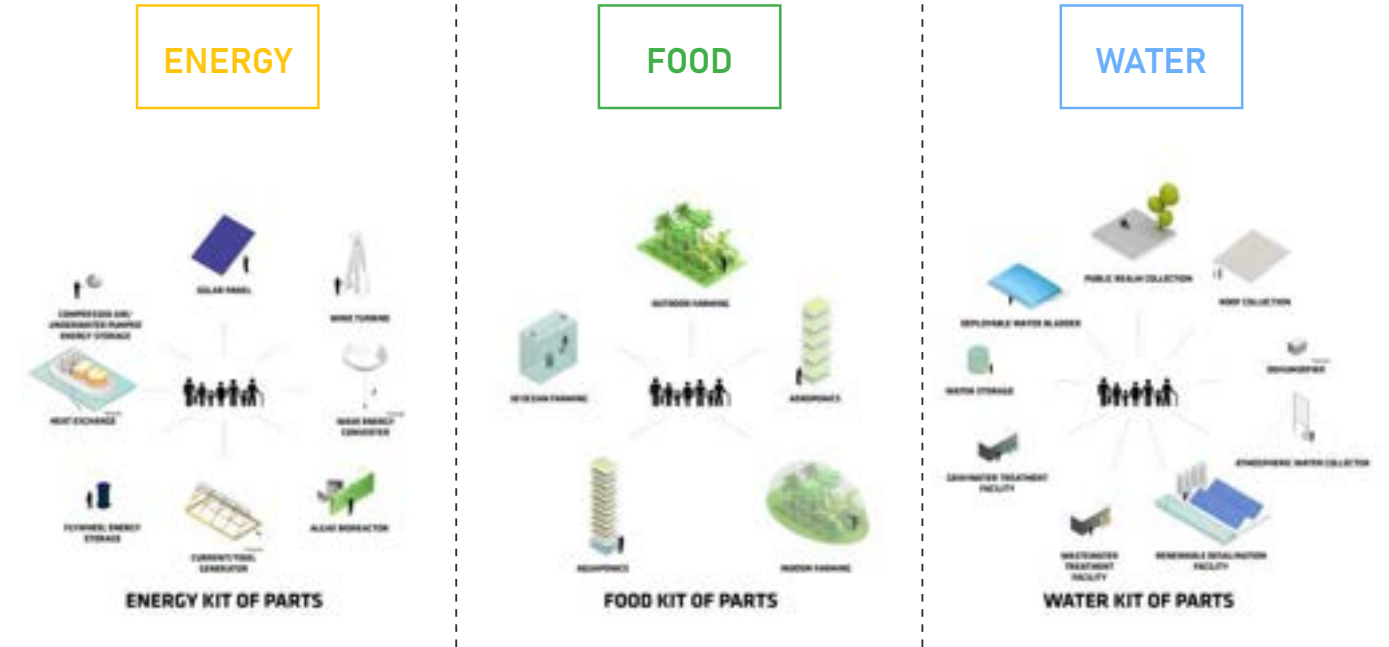 ENERGY
FOOD
WATER
SOLAR PANEL
WIND TURBINE
COMPRESSED AIR/
UNDERWATER PUMPED
ENERGY STORAGE
HEAT EXCHANGE
WAVE ENERGY
CONVERTER
FLYWHEEL ENERGY
STORAGE
CURRENT/TIDAL
GENERATOR
ALGAE BIOREACTOR
ENERGY KIT OF PARTS
OUTDOOR FARMING
3D OCEAN FARMING
AEROPONICS
AQUAPONICS
INDOOR FARMING
FOOD KIT OF PARTS
PUBLIC REALM COLLECTION
ROOF COLLECTION
DEPLOYABLE WATER BLADDER
WATER STORAGE
DEHUMIDIFIER
ATMOSPHERIC WATER COLLECTOR
GRAYWATER TREATMENT
FACILITY
WASTEWATER
TREATMENT
FACILITY
RENEWABLE DESALINATION
FACILITY
WATER KIT OF PARTS